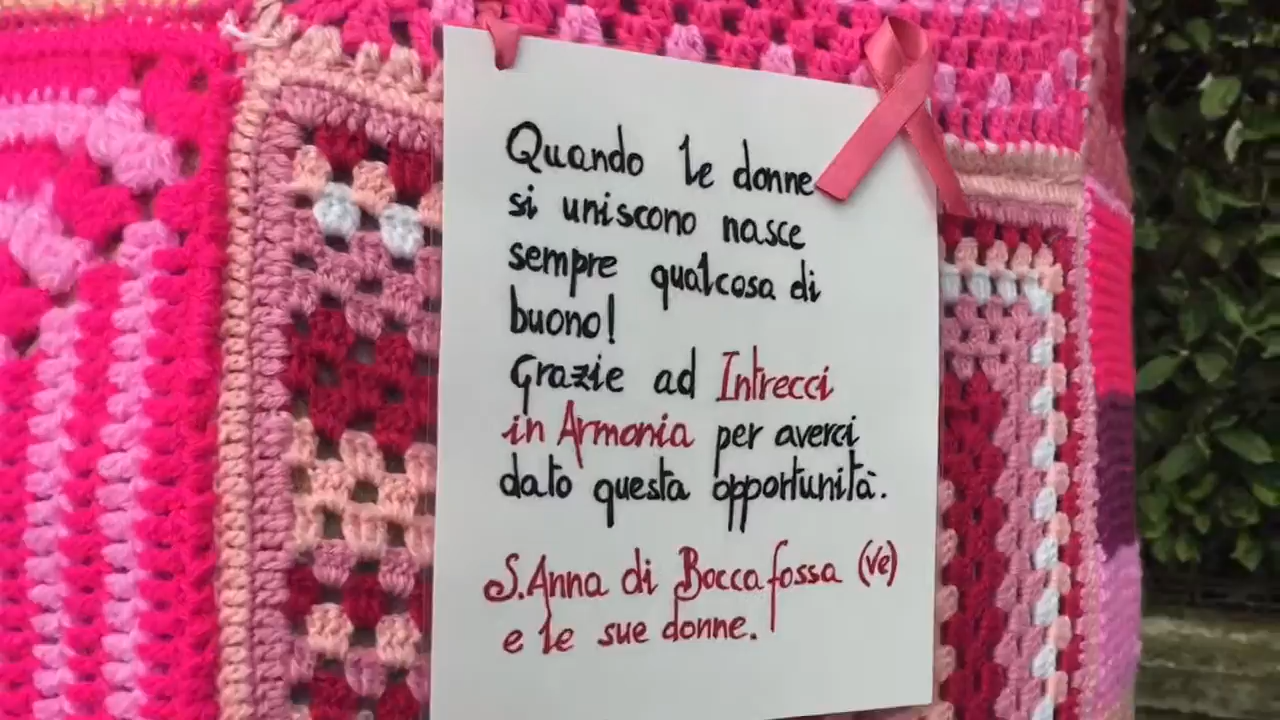 Quando le donne
si uniscono nasce
sempre qualcosa di
buono!
Grazie ad Intrecci
in Armonia per averci
dato questa opportunità.
S. Anna di Boccafossa (Ve)
e le sue donne.